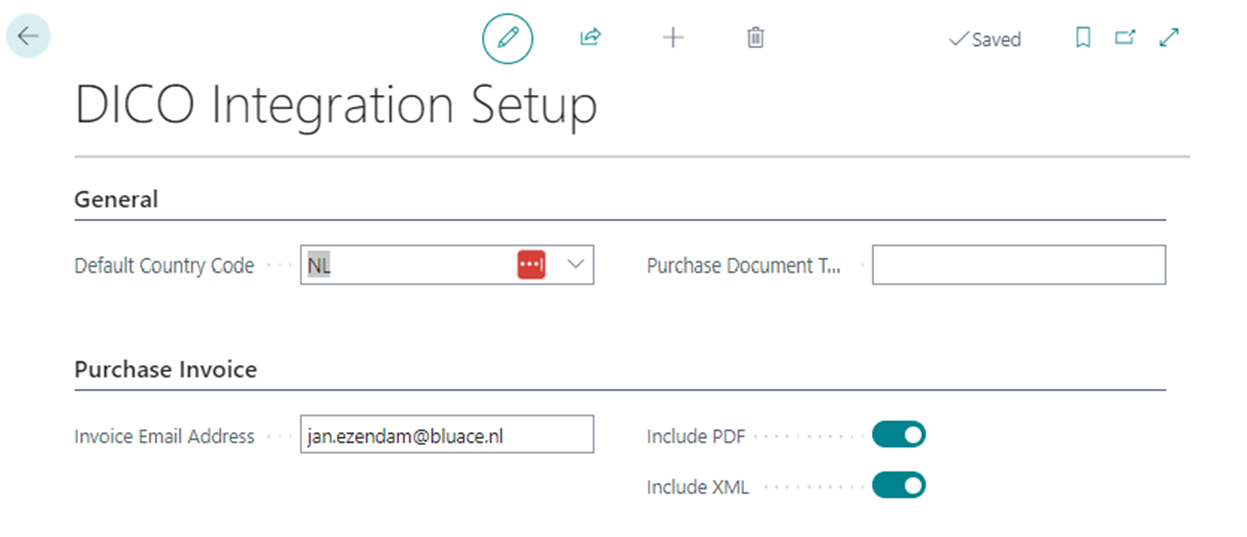 Saved
DICO Integration Setup
General
Default Country Code NL Purchase Document T...
Purchase Invoice
Invoice Email Address jan.ezendam@bluace.nl Include PDF
Include XML